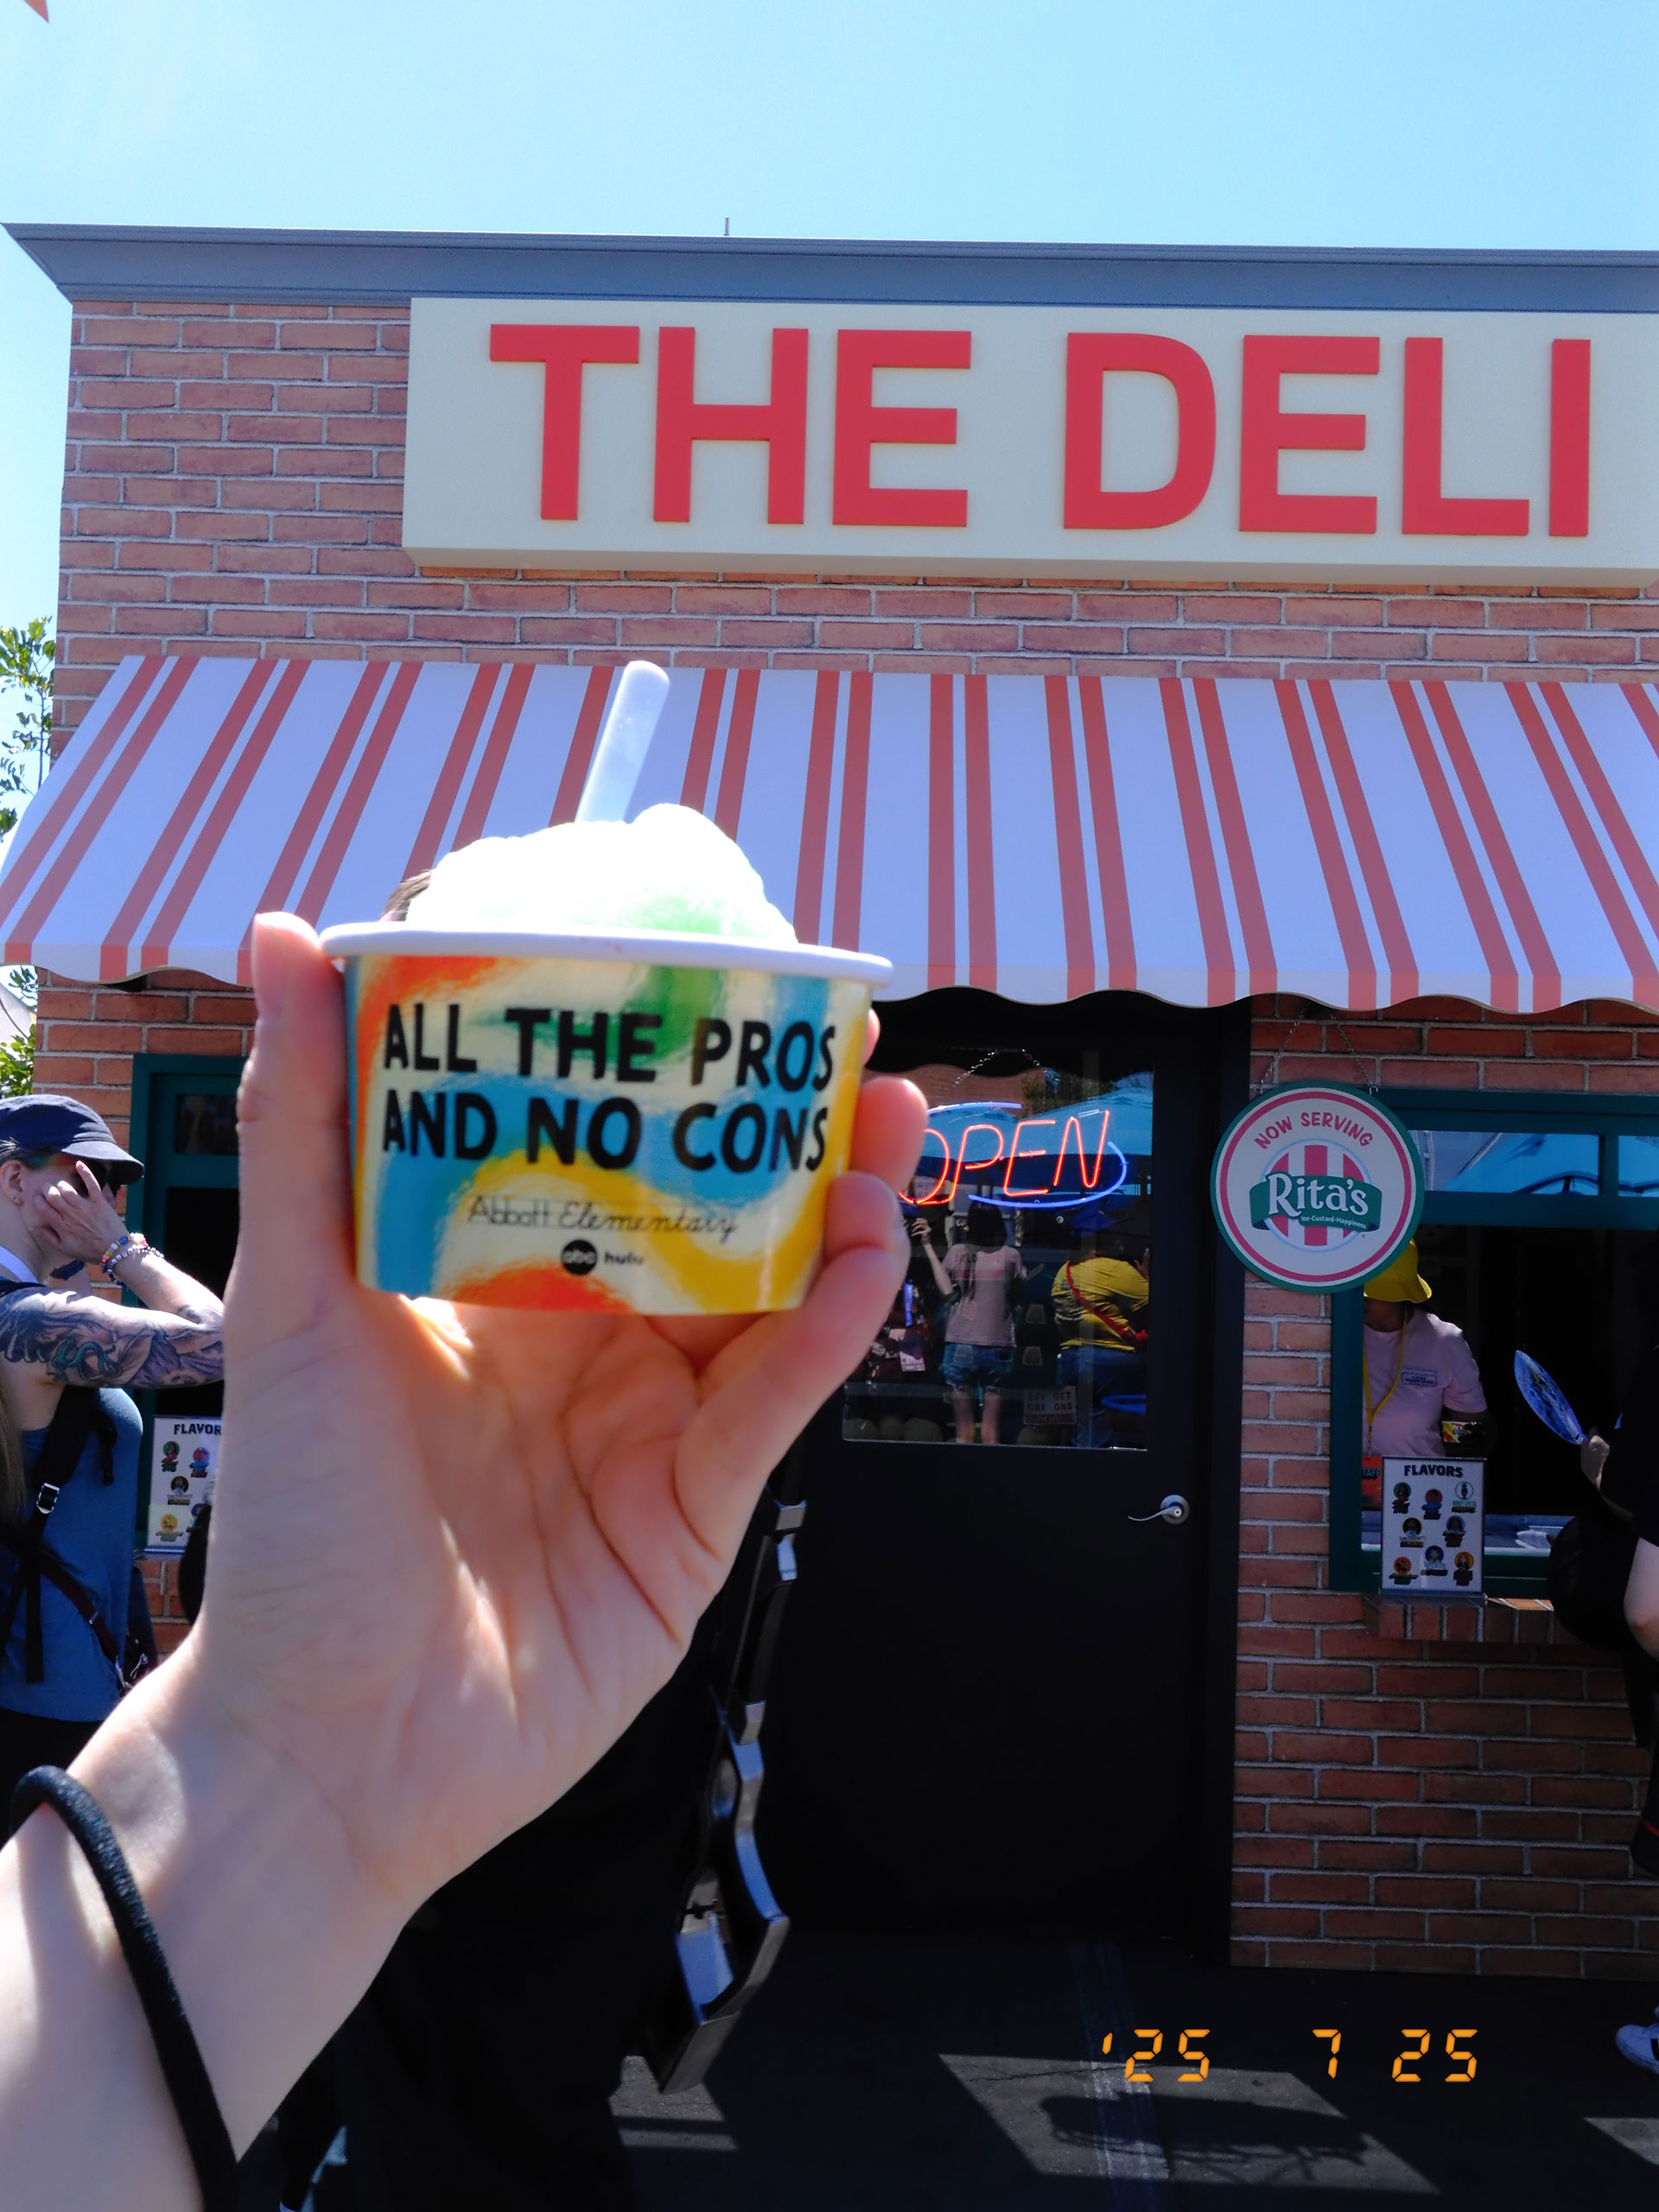 THE DELI
ALL THE PROS
AND NO CONS
Abbott Elementary
abc hulu
OPEN
NOW SERVING
Rita's
Ice-Custard-Happiness
FLAVOR
FLAVORS
'25 7 25